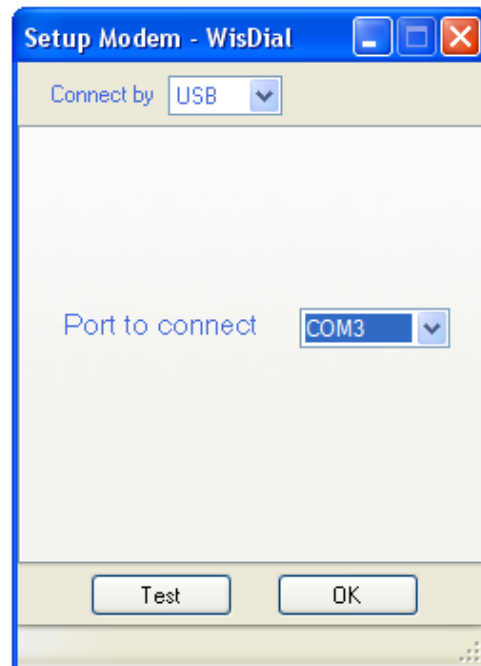 Setup Modem - WisDial
Connect by USB
Port to connect COM3
Test OK